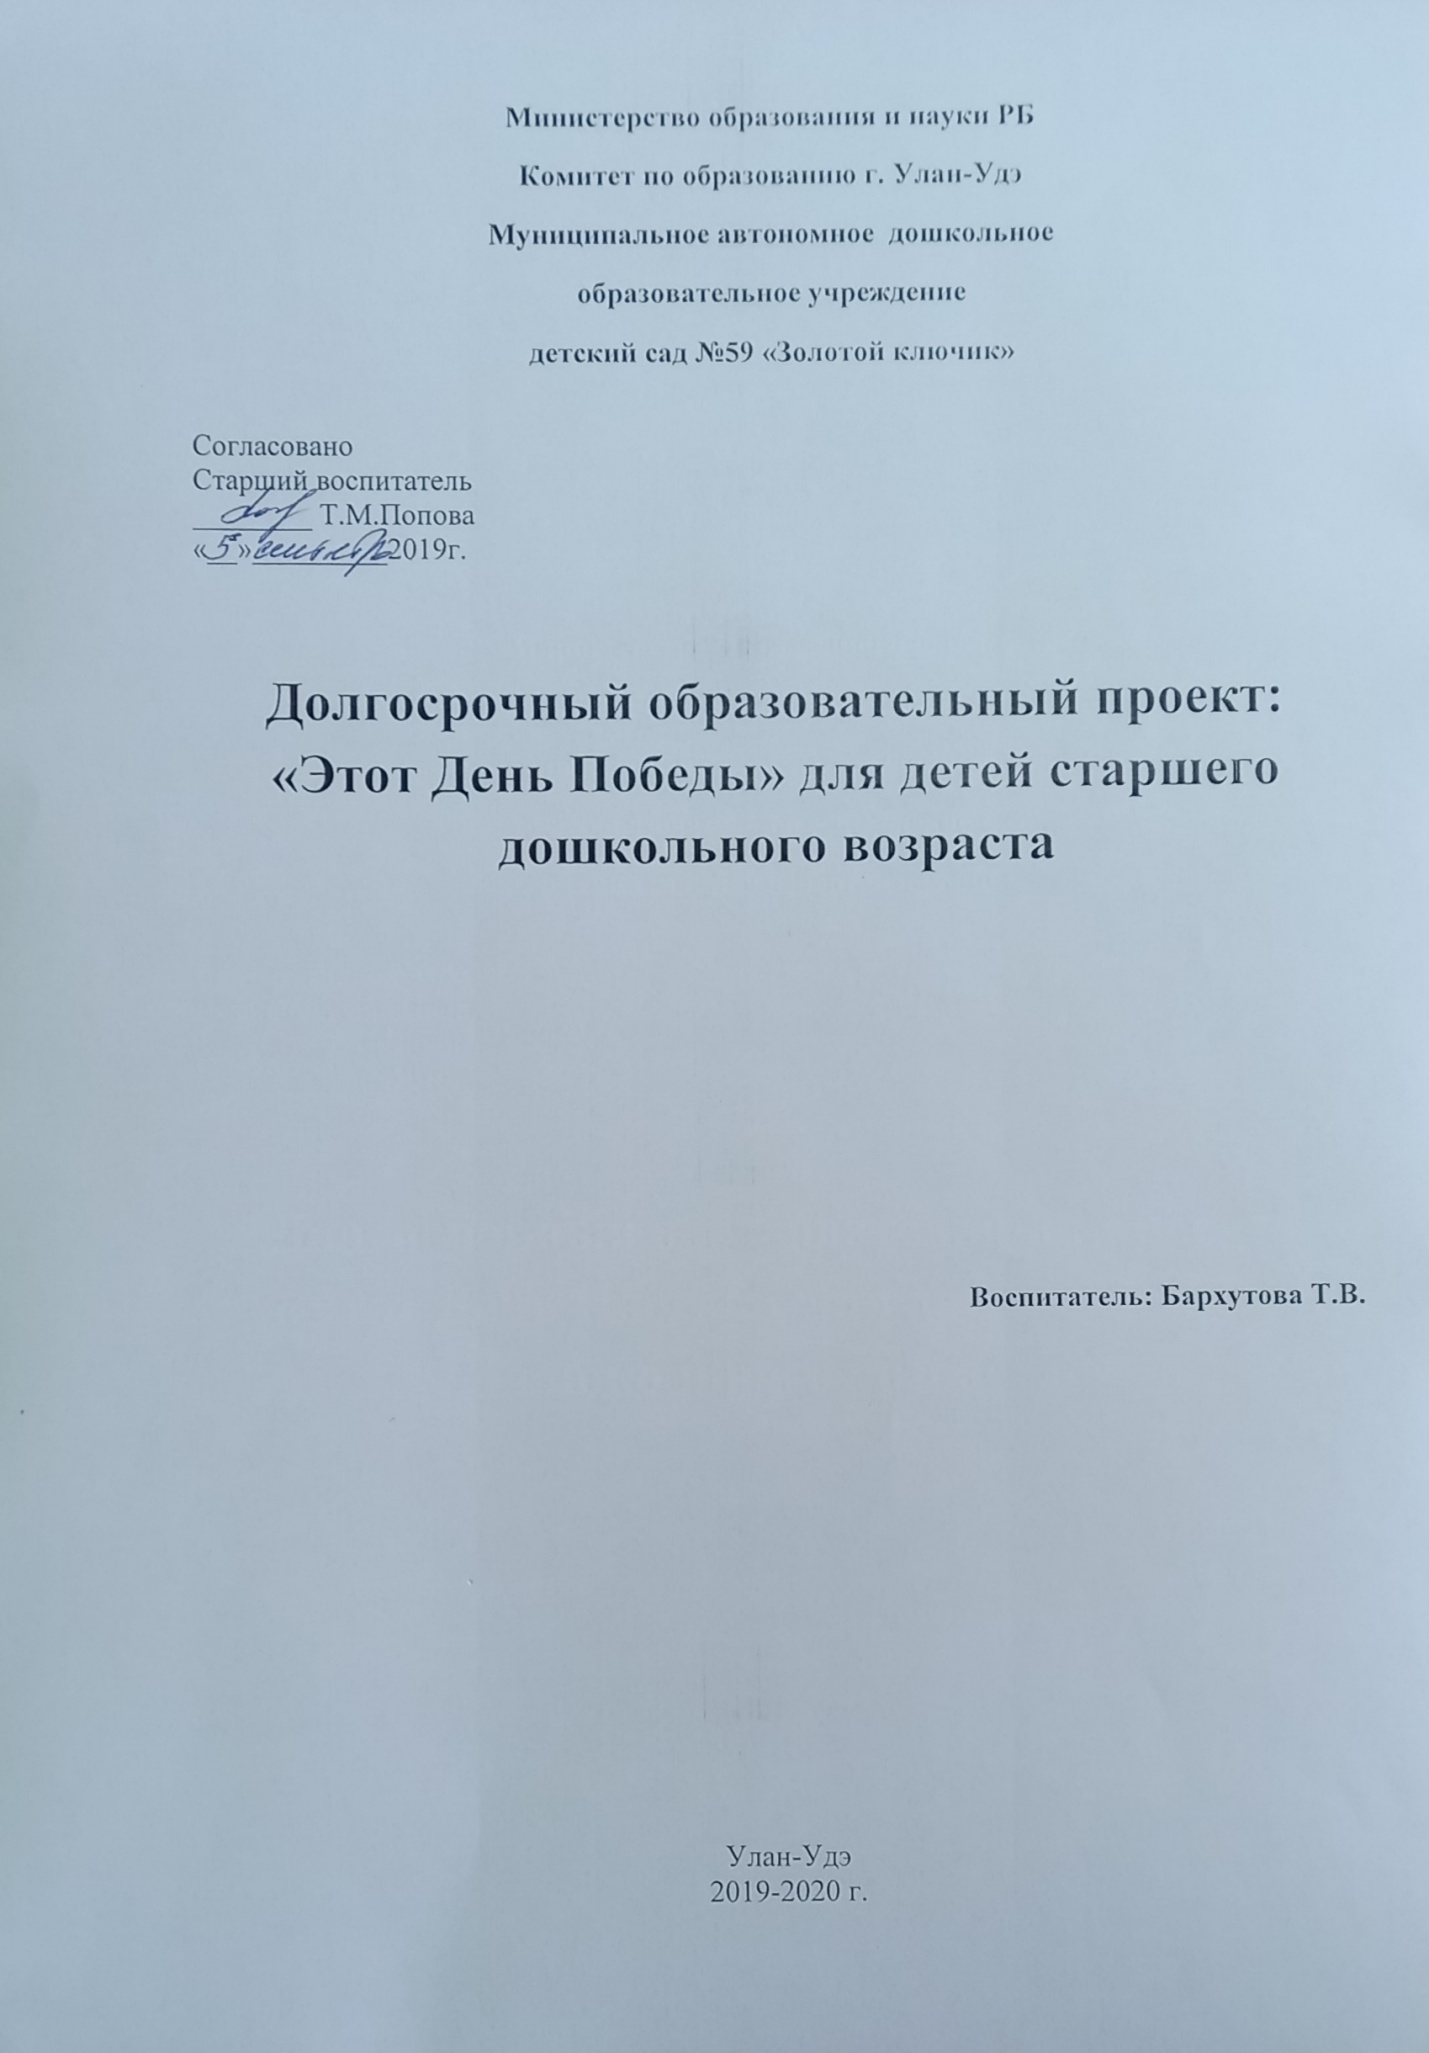 Министерство образования и науки РБ
Комитет по образованию г. Улан-Удэ
Муниципальное автономное дошкольное
образовательное учреждение
детский сад №59 «Золотой ключик»
Согласовано
Старший воспитатель
Т.М.Попова
«5» сентября 2019г.
Долгосрочный образовательный проект:
«Этот День Победы» для детей старшего
дошкольного возраста
Воспитатель: Бархутова Т.В.
Улан-Удэ
2019-2020 г.